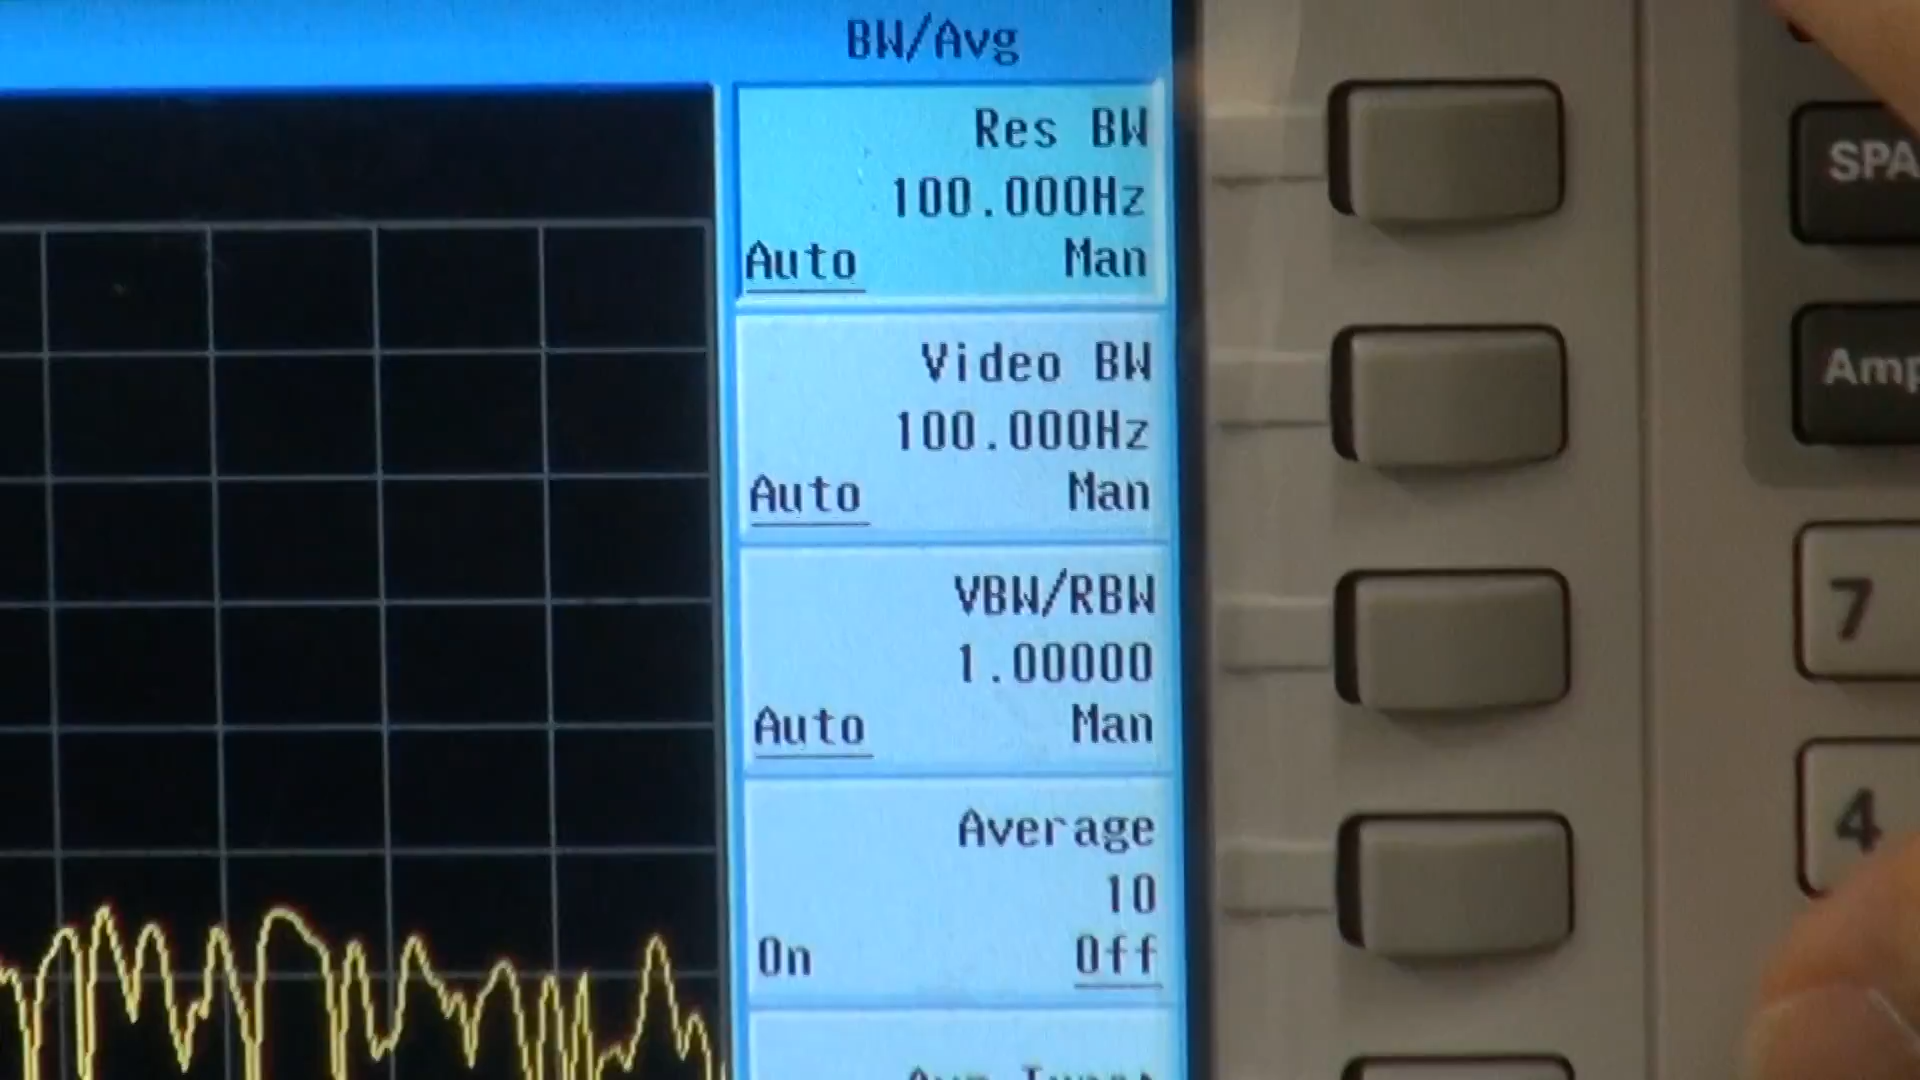 BW/Avg
Res BW
100.000Hz
Auto Man
Video BW
100.000Hz
Auto Man
VBW/RBW
1.00000
Auto Man
Average
10
On Off
SPA
Amp
7
4